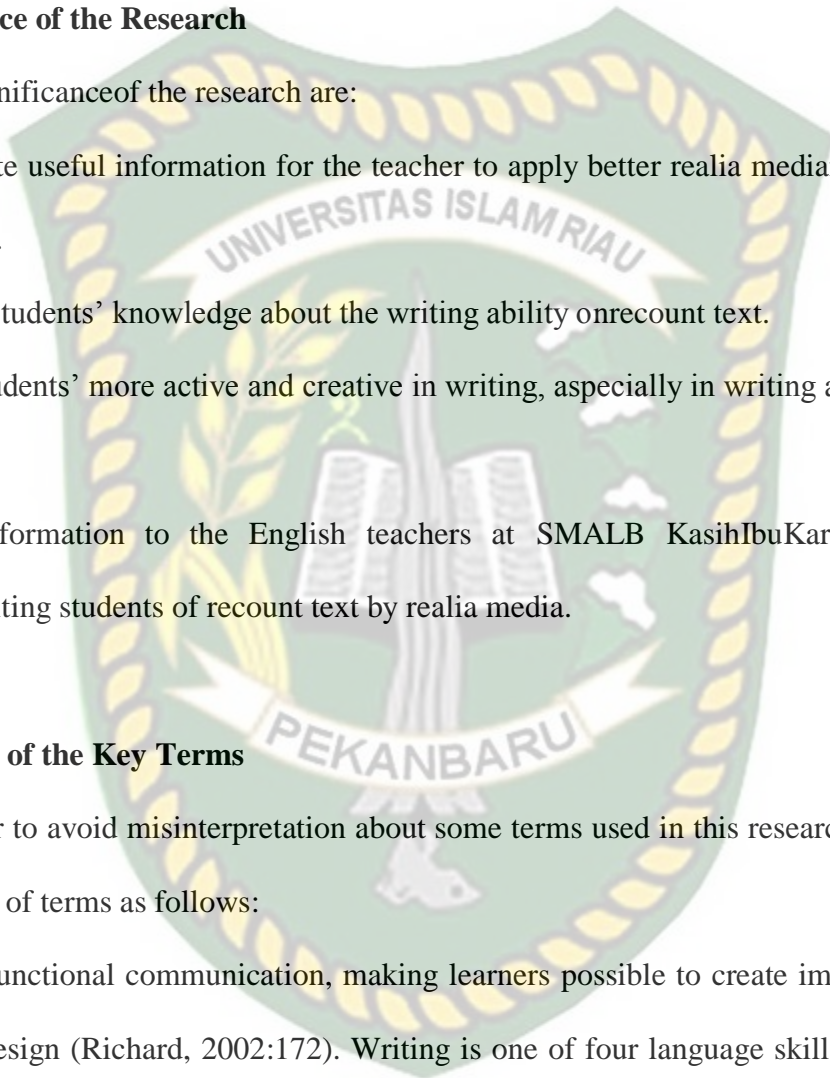 ce of the Research
nificanceof the research are:
te useful information for the teacher to apply better realia media
UNIVERSITAS ISLAM RIAU
tudents’ knowledge about the writing ability onrecount text.
udents’ more active and creative in writing, aspecially in writing a
formation to the English teachers at SMALB KasihIbuKar
iting students of recount text by realia media.
PEKANBARU
of the Key Terms
r to avoid misinterpretation about some terms used in this research
of terms as follows:
functional communication, making learners possible to create im
esign (Richard, 2002:172). Writing is one of four language skill